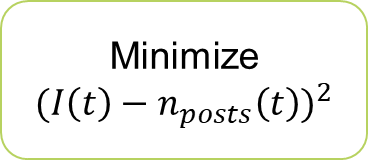 Minimize
(I(t) − n_posts(t))²